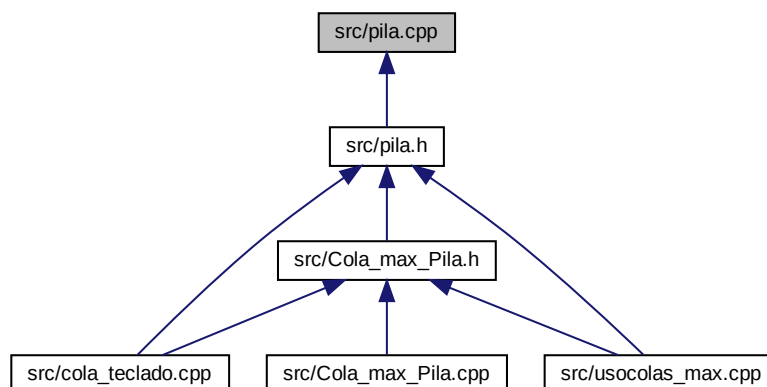 src/pila.cpp
src/pila.h
src/Cola_max_Pila.h
src/cola_teclado.cpp
src/Cola_max_Pila.cpp
src/usocolas_max.cpp